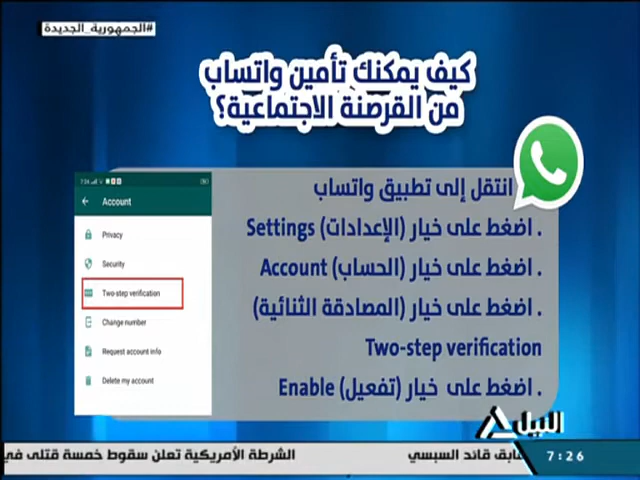 #الجمهورية_الجديدة
كيف يمكنك تأمين واتساب
من القرصنة الاجتماعية؟
انتقل إلى تطبيق واتساب
. اضغط على خيار (الإعدادات) Settings
. اضغط على خيار (الحساب) Account
. اضغط على خيار (المصادقة الثنائية)
Two-step verification
. اضغط على خيار (تفعيل) Enable
Account
Privacy
Security
Two-step verification
Change number
Request account info
Delete my account
النيل
7:26
سابق قائد السبسي
الشرطة الأمريكية تعلن سقوط خمسة قتلى في